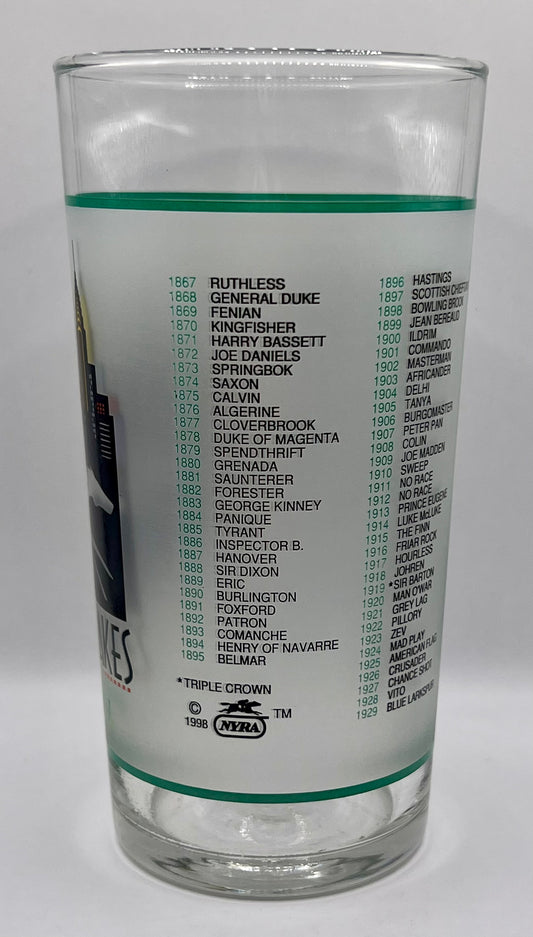 1867 RUTHLESS
1868 GENERAL DUKE
1869 FENIAN
1870 KINGFISHER
1871 HARRY BASSETT
1872 JOE DANIELS
1873 SPRINGBOK
1874 SAXON
1875 CALVIN
1876 ALGERINE
1877 CLOVERBROOK
1878 DUKE OF MAGENTA
1879 SPENDTHRIFT
1880 GRENADA
1881 SAUNTERER
1882 FORESTER
1883 GEORGE KINNEY
1884 PANIQUE
1885 TYRANT
1886 INSPECTOR B.
1887 HANOVER
1888 SIR DIXON
1889 ERIC
1890 BURLINGTON
1891 FOXFORD
1892 PATRON
1893 COMANCHE
1894 HENRY OF NAVARRE
1895 BELMAR
*TRIPLE CROWN
© 1998 NYRA TM
1896 HASTINGS
1897 SCOTTISH CHIEF
1898 BOWLING BROOK
1899 JEAN BEREAUD
1900 ILDRIM
1901 COMMANDO
1902 MASTERMAN
1903 AFRICANDER
1904 DELHI
1905 TANYA
1906 BURGOMASTER
1907 PETER PAN
1908 COLIN
1909 JOE MADDEN
1910 SWEEP
1911 NO RACE
1912 NO RACE
1913 PRINCE EUGENE
1914 LUKE McLUKE
1915 THE FINN
1916 FRIAR ROCK
1917 HOURLESS
1918 JOHREN
1919 *SIR BARTON
1920 MAN O'WAR
1921 GREY LAG
1922 PILLORY
1923 ZEV
1924 MAD PLAY
1925 AMERICAN FLAG
1926 CRUSADER
1927 CHANCE SHOT
1928 VITO
1929 BLUE LARKSPUR